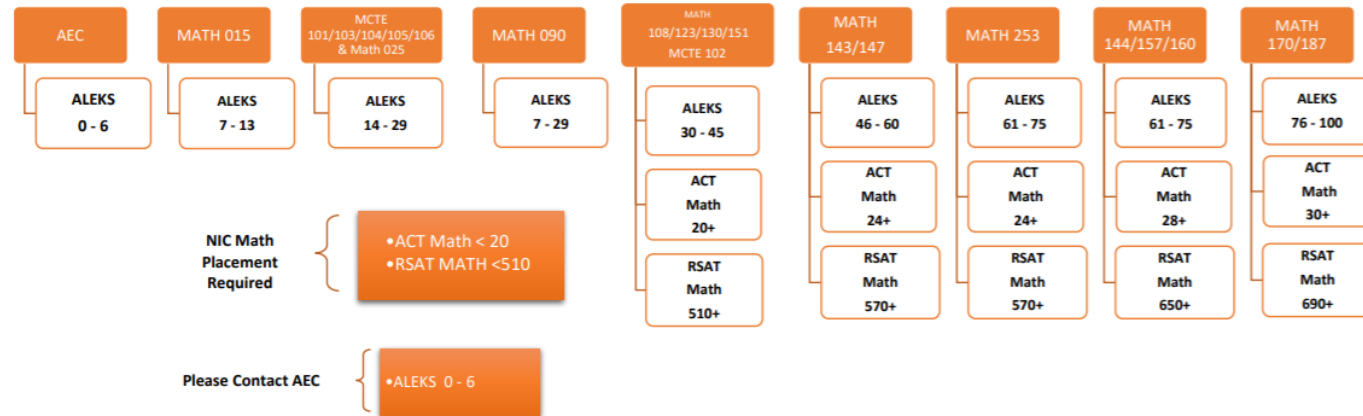 AEC
ALEKS
0 - 6
MATH 015
ALEKS
7 - 13
MCTE
101/103/104/105/106
& Math 025
ALEKS
14 - 29
MATH 090
ALEKS
7 - 29
MATH
108/123/130/151
MCTE 102
ALEKS
30 - 45
ACT
Math
20+
RSAT
Math
510+
MATH
143/147
ALEKS
46 - 60
ACT
Math
24+
RSAT
Math
570+
MATH 253
ALEKS
61 - 75
ACT
Math
24+
RSAT
Math
570+
MATH
144/157/160
ALEKS
61 - 75
ACT
Math
28+
RSAT
Math
650+
MATH
170/187
ALEKS
76 - 100
ACT
Math
30+
RSAT
Math
690+
NIC Math
Placement
Required
•ACT Math < 20
•RSAT MATH <510
Please Contact AEC
•ALEKS 0 - 6